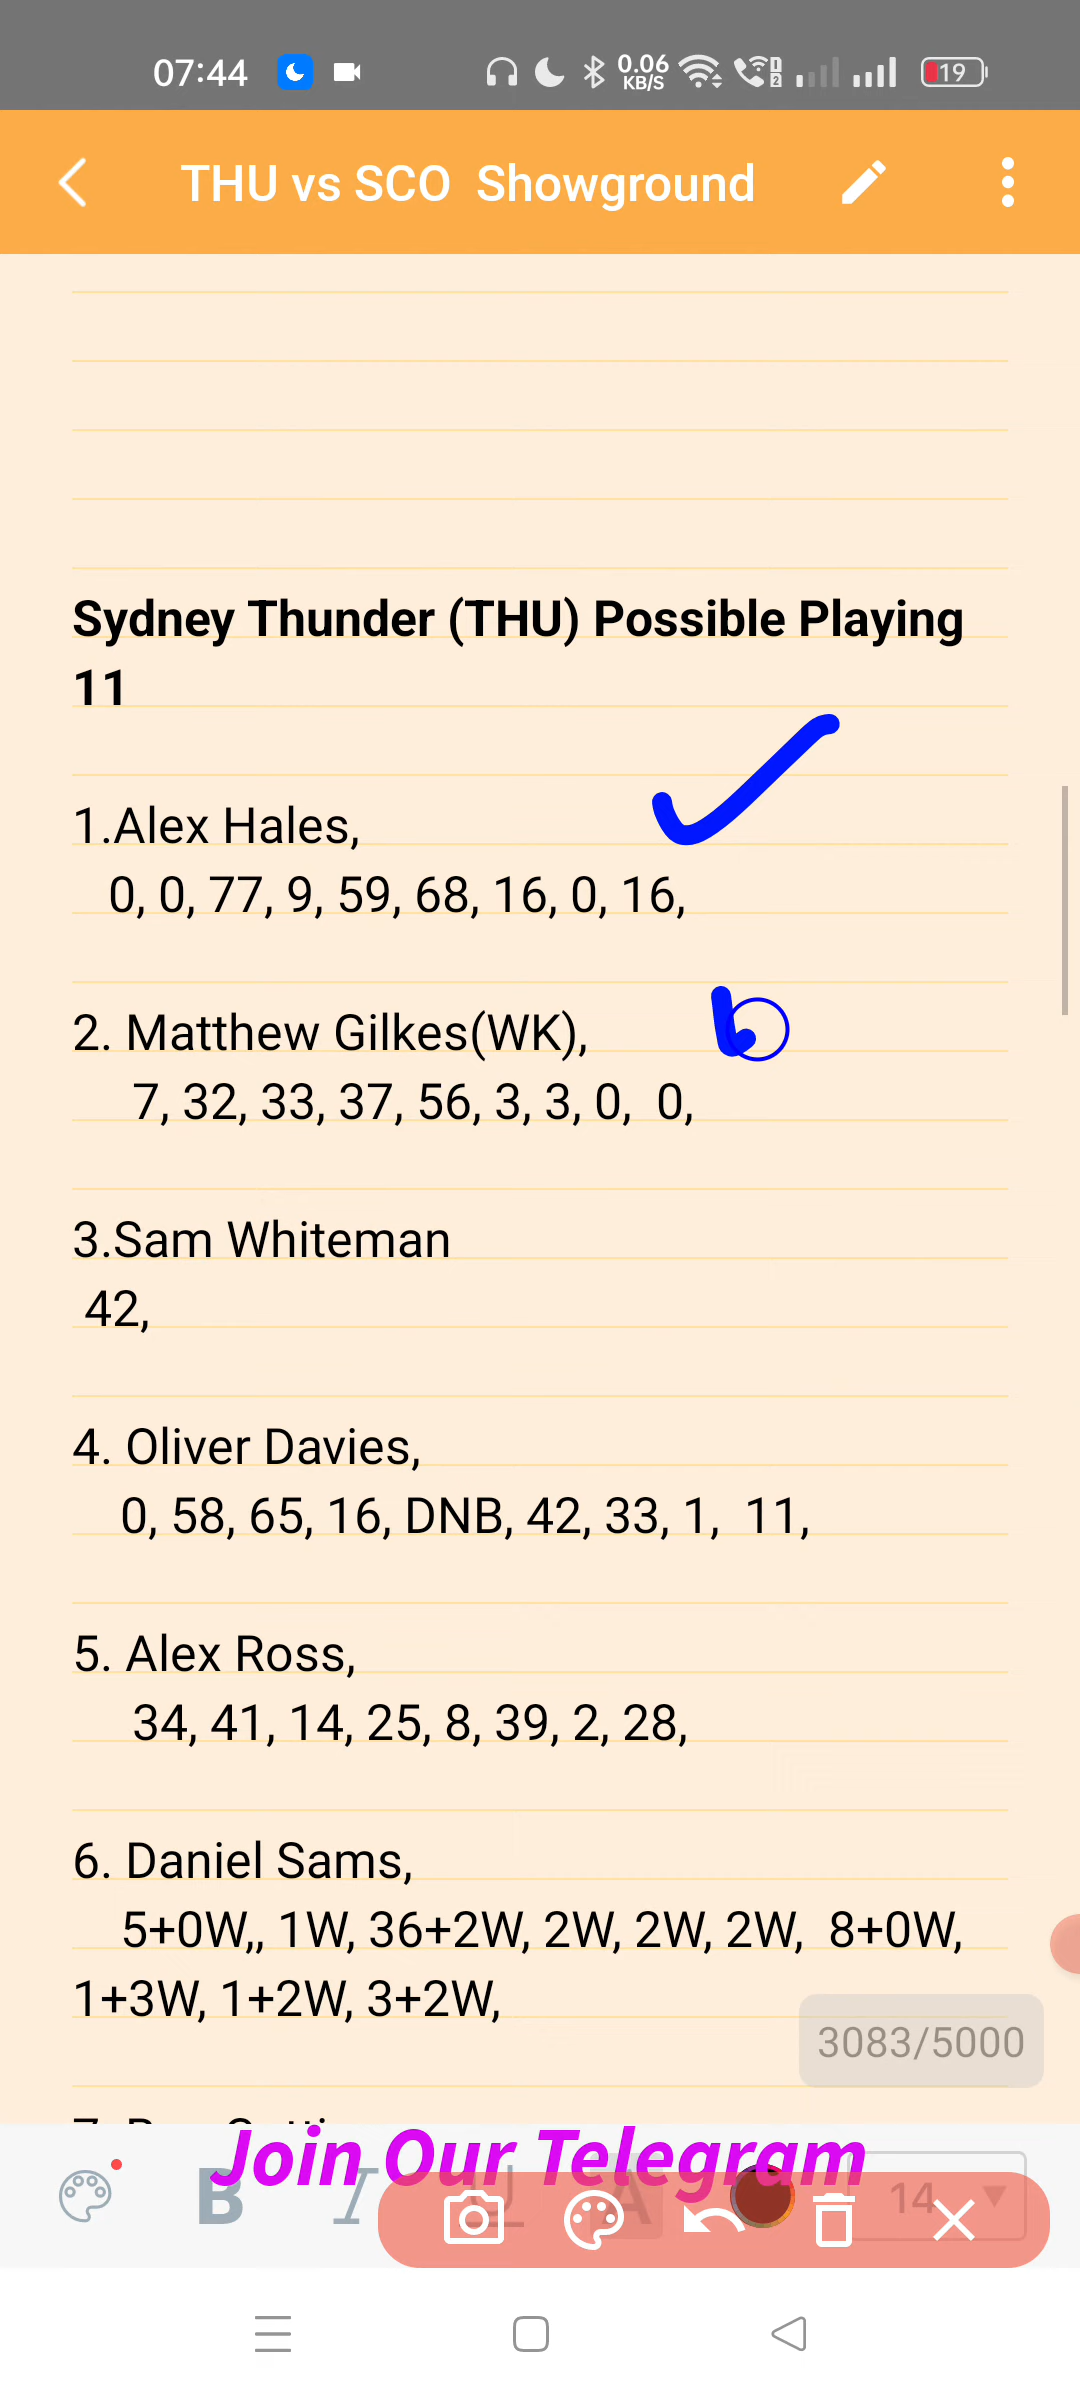 07:44 0.06 KB/S 1 2 19
THU vs SCO Showground
Sydney Thunder (THU) Possible Playing
11
1.Alex Hales,
0, 0, 77, 9, 59, 68, 16, 0, 16,
2. Matthew Gilkes(WK),
7, 32, 33, 37, 56, 3, 3, 0, 0,
3.Sam Whiteman
42,
4. Oliver Davies,
0, 58, 65, 16, DNB, 42, 33, 1, 11,
5. Alex Ross,
34, 41, 14, 25, 8, 39, 2, 28,
6. Daniel Sams,
5+0W,, 1W, 36+2W, 2W, 2W, 2W, 8+0W,
1+3W, 1+2W, 3+2W,
3083/5000
Join Our Telegram
B I U A 14